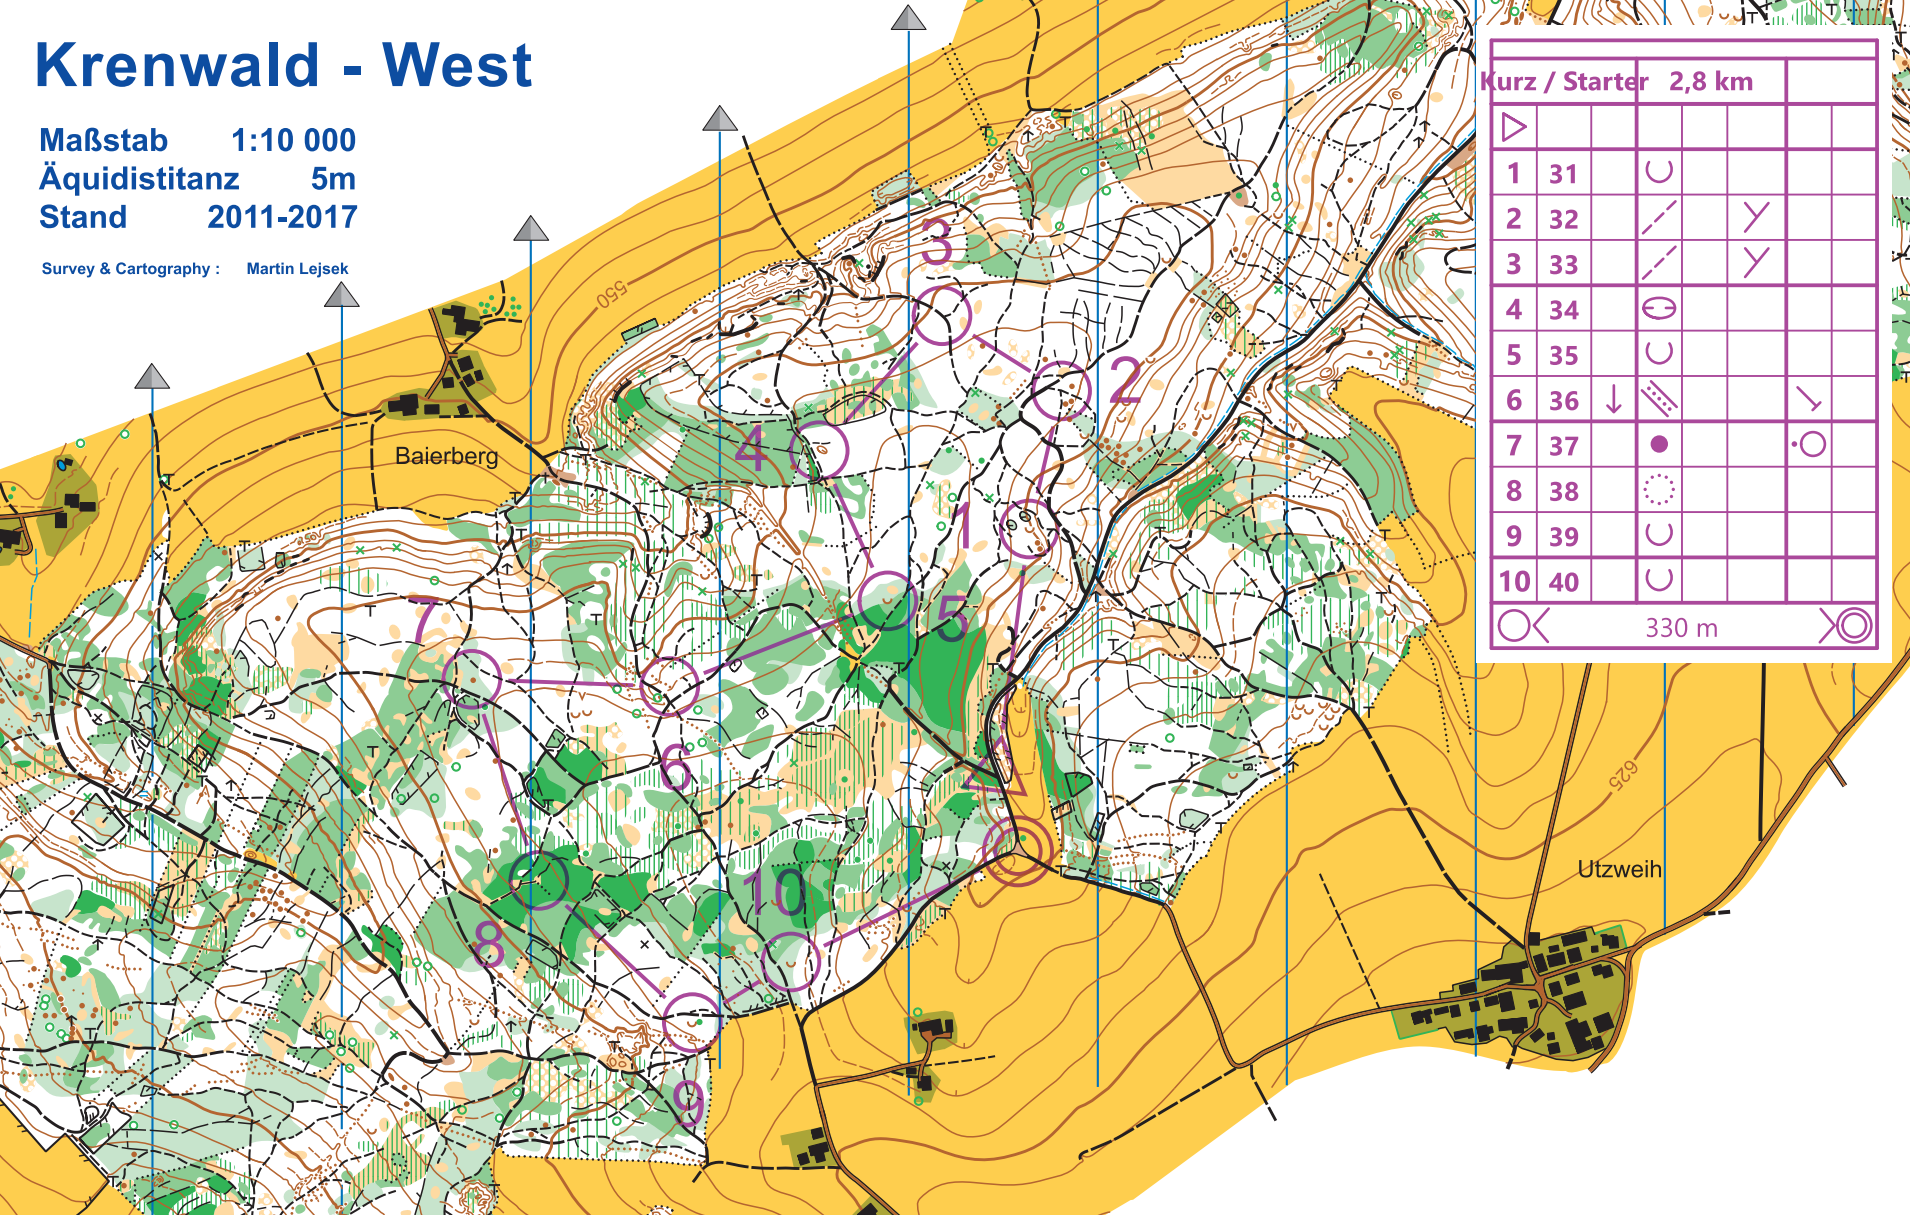 Krenwald - West
Maßstab 1:10 000
Äquidistitanz 5m
Stand 2011-2017
Survey & Cartography : Martin Lejsek
Kurz / Starter 2,8 km
1 31
2 32
3 33
4 34
5 35
6 36
7 37
8 38
9 39
10 40
330 m
550
Baierberg
3
2
4
1
5
7
6
625
Utzweih
10
8
9